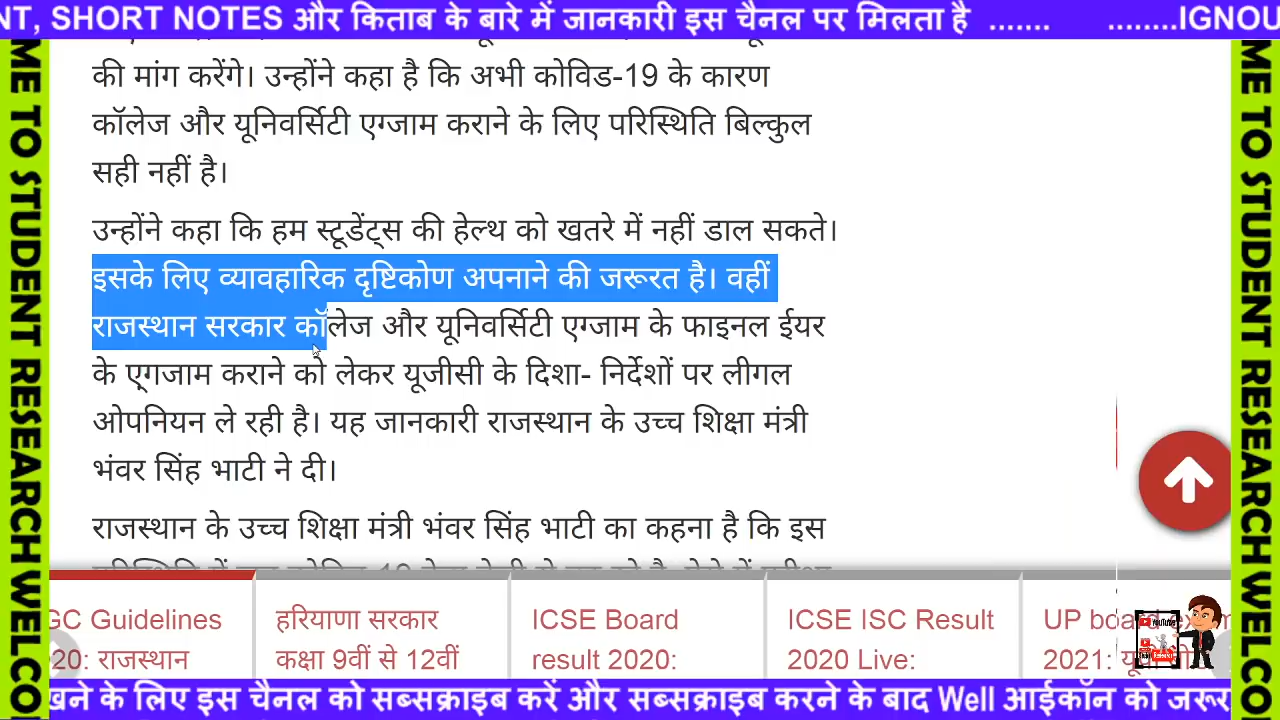 NT, SHORT NOTES और किताब के बारे में जानकारी इस चैनल पर मिलता है ....... ........IGNOU
की मांग करेंगे। उन्होंने कहा है कि अभी कोविड-19 के कारण
कॉलेज और यूनिवर्सिटी एग्जाम कराने के लिए परिस्थिति बिल्कुल
सही नहीं है।
उन्होंने कहा कि हम स्टूडेंट्स की हेल्थ को खतरे में नहीं डाल सकते।
इसके लिए व्यावहारिक दृष्टिकोण अपनाने की जरूरत है। वहीं
राजस्थान सरकार कॉलेज और यूनिवर्सिटी एग्जाम के फाइनल ईयर
के एगजाम कराने को लेकर यूजीसी के दिशा- निर्देशों पर लीगल
ओपनियन ले रही है। यह जानकारी राजस्थान के उच्च शिक्षा मंत्री
भंवर सिंह भाटी ने दी।
राजस्थान के उच्च शिक्षा मंत्री भंवर सिंह भाटी का कहना है कि इस
GC Guidelines
20: राजस्थान
हरियाणा सरकार
कक्षा 9वीं से 12वीं
ICSE Board
result 2020:
ICSE ISC Result
2020 Live:
UP board
2021:
खने के लिए इस चैनल को सब्सक्राइब करें और सब्सक्राइब करने के बाद Well आईकॉन को जरूर
ME TO STUDENT RESEARCH WELCO
ME TO STUDENT RESEARCH WELCO